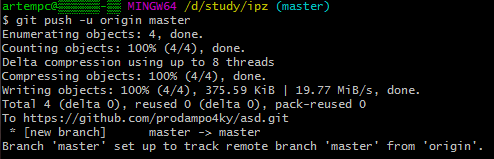 artempc@ MINGW64 /d/study/ipz (master)
$ git push -u origin master
Enumerating objects: 4, done.
Counting objects: 100% (4/4), done.
Delta compression using up to 8 threads
Compressing objects: 100% (4/4), done.
Writing objects: 100% (4/4), 375.59 KiB | 19.77 MiB/s, done.
Total 4 (delta 0), reused 0 (delta 0), pack-reused 0
To https://github.com/prodampo4ky/asd.git
 * [new branch]      master -> master
Branch 'master' set up to track remote branch 'master' from 'origin'.